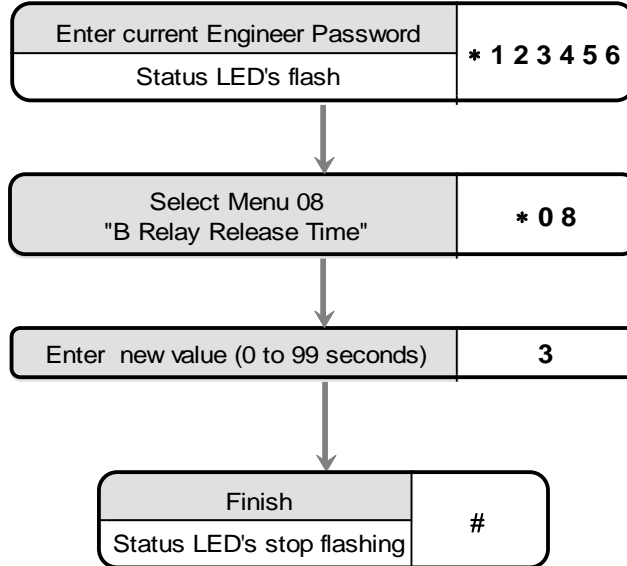 Enter current Engineer Password
Status LED's flash
* 1 2 3 4 5 6
Select Menu 08
"B Relay Release Time"
* 0 8
Enter new value (0 to 99 seconds)
3
Finish
Status LED's stop flashing
#